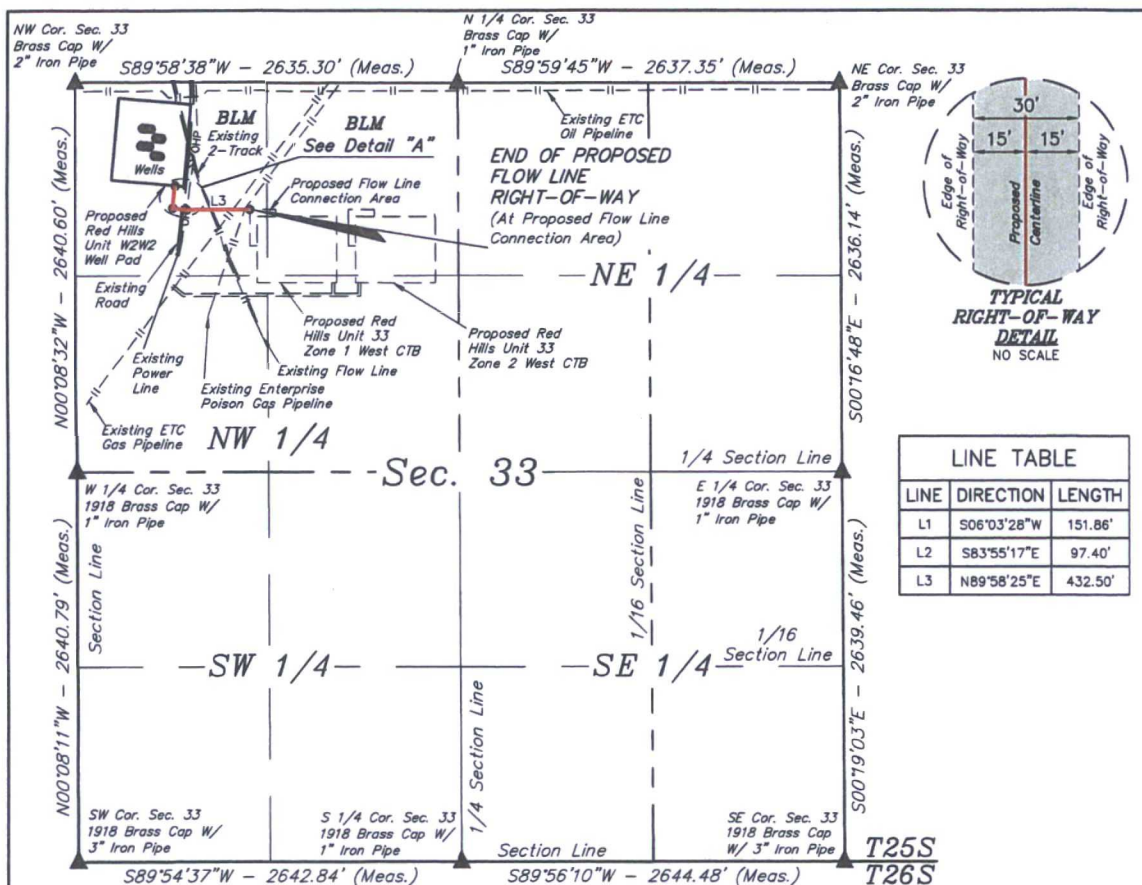 NW Cor. Sec. 33
Brass Cap W/
2" Iron Pipe
S89°58'38"W - 2635.30' (Meas.)
N 1/4 Cor. Sec. 33
Brass Cap W/
1" Iron Pipe
S89°59'45"W - 2637.35' (Meas.)
NE Cor. Sec. 33
Brass Cap W/
2" Iron Pipe
N00°08'32"W - 2640.60' (Meas.)
Wells
OHP
BLM
Existing
2-Track
BLM
See Detail "A"
Existing ETC
Oil Pipeline
END OF PROPOSED
FLOW LINE
RIGHT-OF-WAY
(At Proposed Flow Line
Connection Area)
Proposed Flow Line
Connection Area
L3
Proposed
Red Hills
Unit W2W2
Well Pad
Existing
Road
Existing
Power
Line
Existing ETC
Gas Pipeline
Existing Enterprise
Poison Gas Pipeline
Existing Flow Line
Proposed Red
Hills Unit 33
Zone 1 West CTB
Proposed Red
Hills Unit 33
Zone 2 West CTB
NE 1/4
NW 1/4
S00°16'48"E - 2636.14' (Meas.)
30'
15'
15'
Edge of
Right-of-Way
Proposed
Centerline
Edge of
Right-of-Way
TYPICAL
RIGHT-OF-WAY
DETAIL
NO SCALE
Sec. 33
1/4 Section Line
W 1/4 Cor. Sec. 33
1918 Brass Cap W/
1" Iron Pipe
E 1/4 Cor. Sec. 33
1918 Brass Cap W/
1" Iron Pipe
LINE TABLE
LINE DIRECTION LENGTH
L1 S06°03'28"W 151.86'
L2 S83°55'17"E 97.40'
L3 N89°58'25"E 432.50'
N00°08'11"W - 2640.79' (Meas.)
Section Line
1/16 Section Line
1/16
Section Line
SW 1/4
SE 1/4
S00°19'03"E - 2639.46' (Meas.)
1/4 Section Line
SW Cor. Sec. 33
1918 Brass Cap W/
3" Iron Pipe
S 1/4 Cor. Sec. 33
1918 Brass Cap W/
1" Iron Pipe
SE Cor. Sec. 33
1918 Brass Cap
W/ 3" Iron Pipe
Section Line
T25S
T26S
S89°54'37"W - 2642.84' (Meas.)
S89°56'10"W - 2644.48' (Meas.)